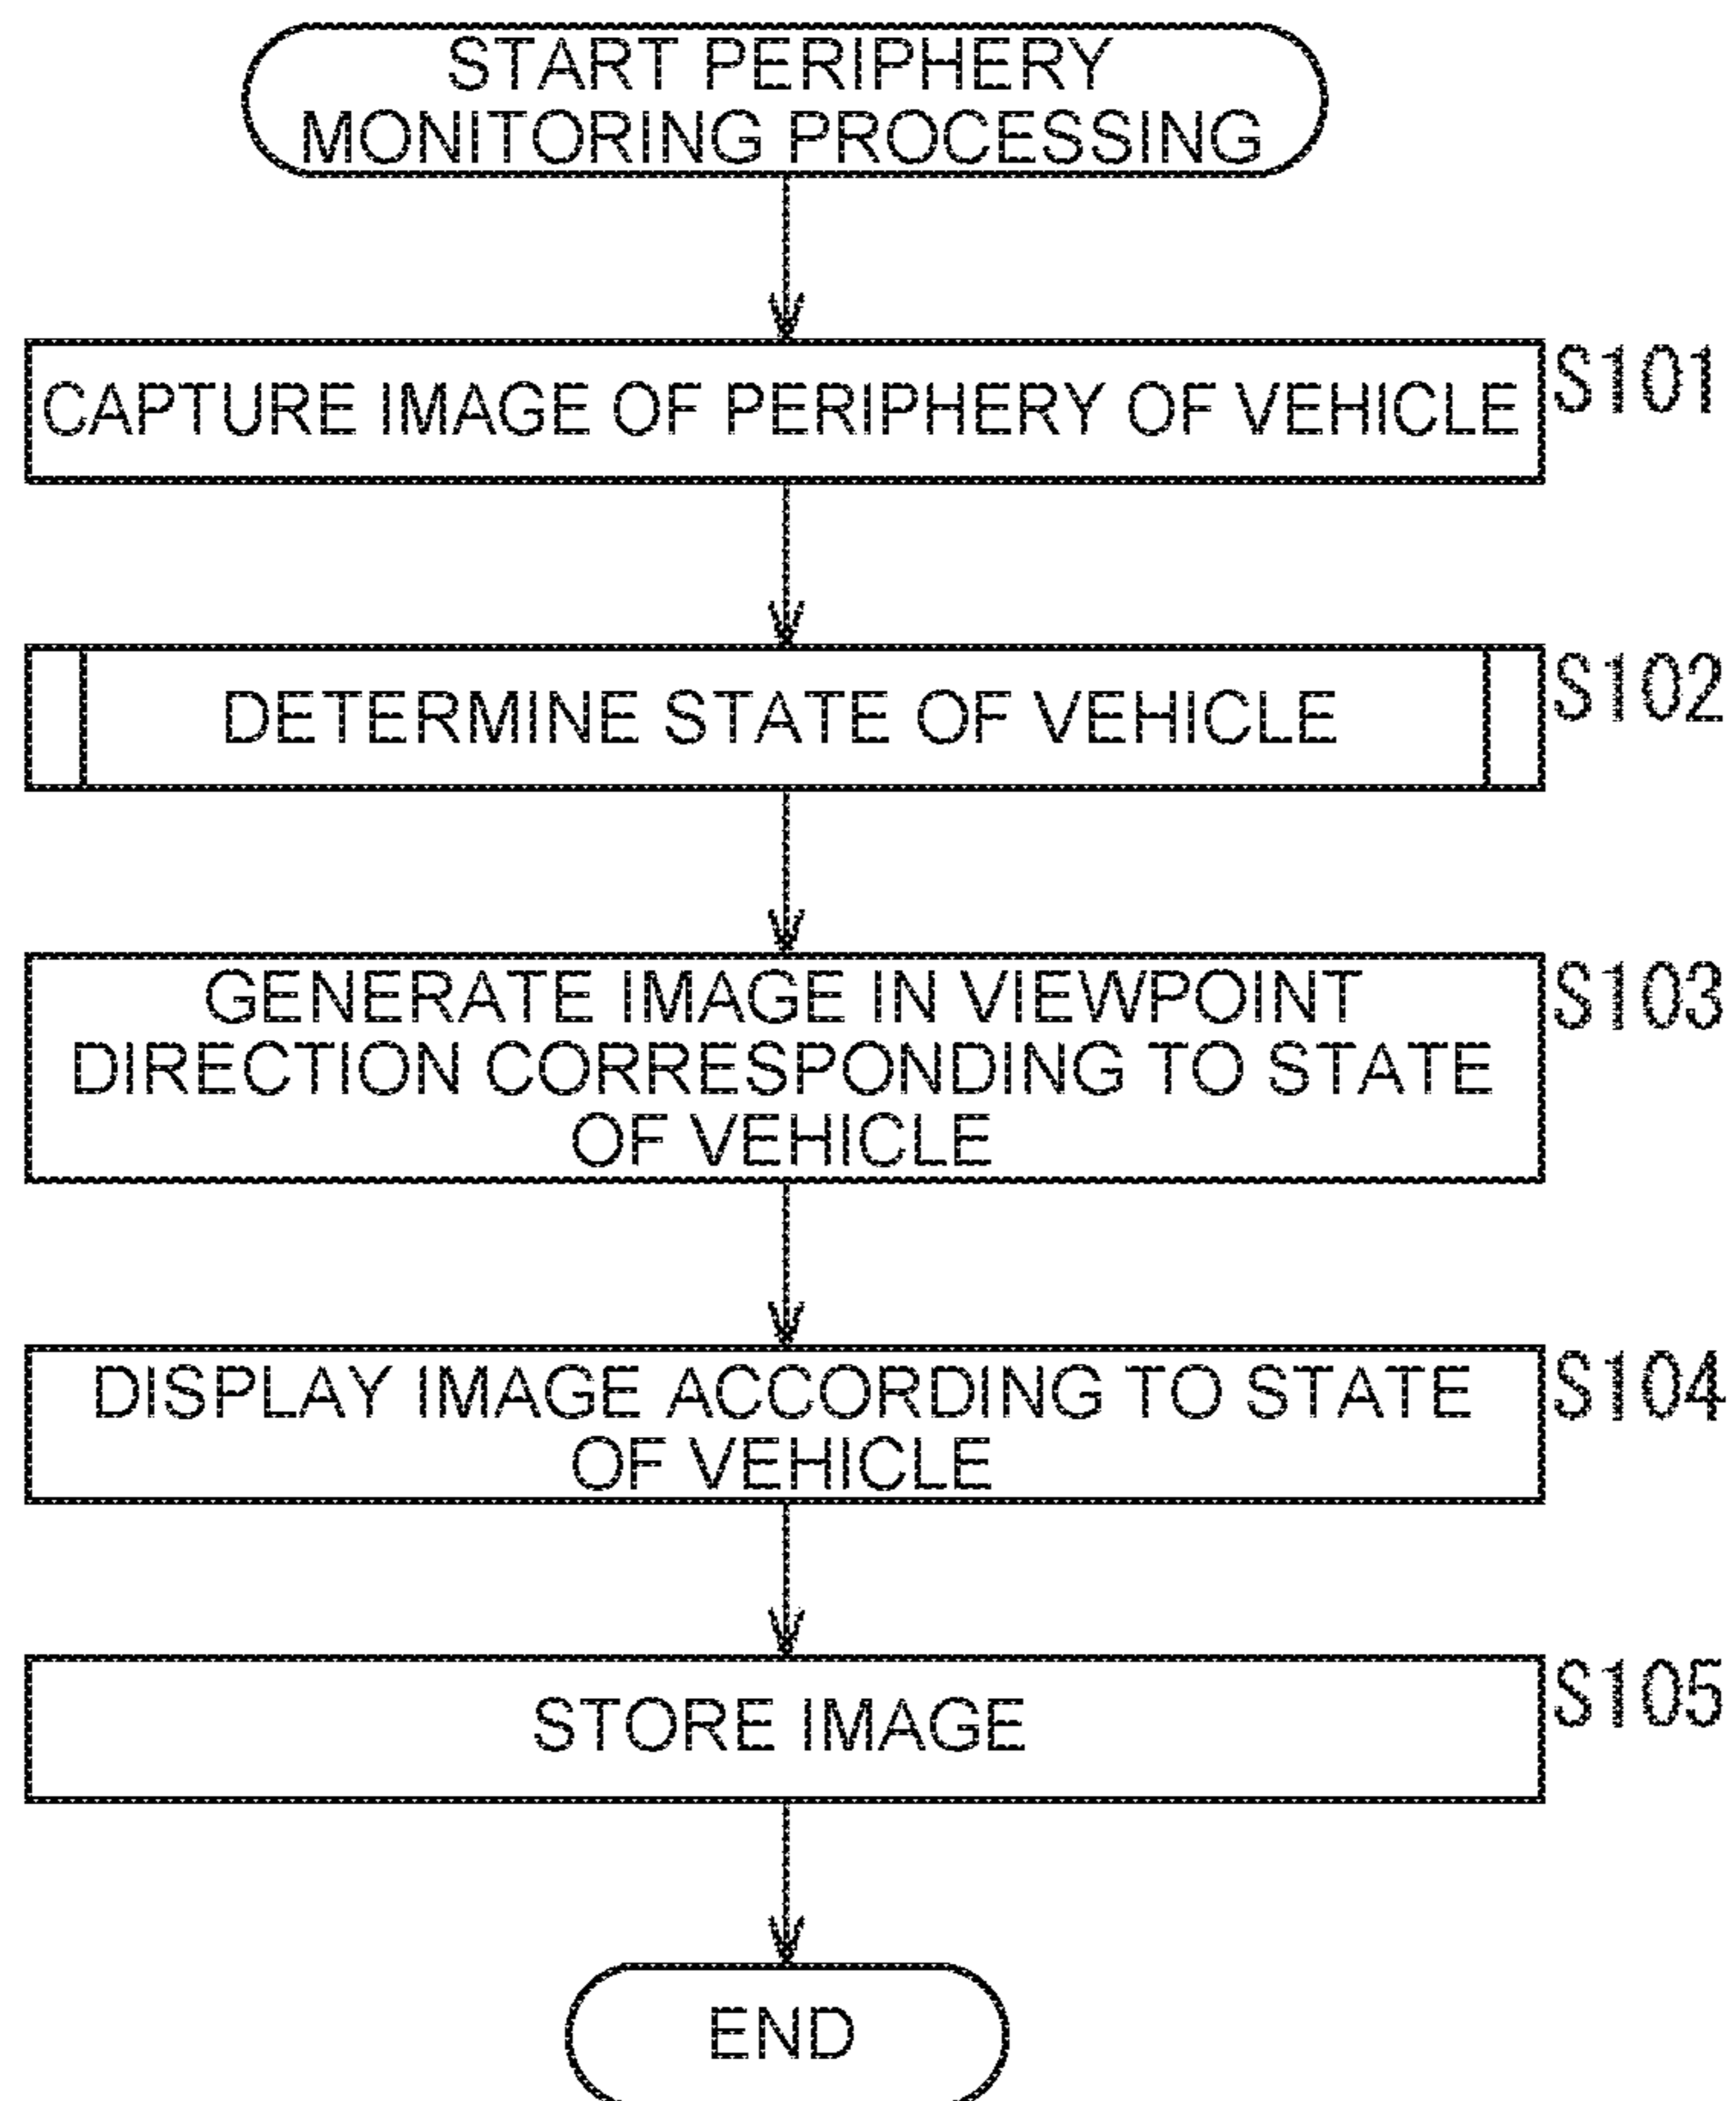 START PERIPHERY
MONITORING PROCESSING
CAPTURE IMAGE OF PERIPHERY OF VEHICLE
S101
DETERMINE STATE OF VEHICLE
S102
GENERATE IMAGE IN VIEWPOINT
DIRECTION CORRESPONDING TO STATE
OF VEHICLE
S103
DISPLAY IMAGE ACCORDING TO STATE
OF VEHICLE
S104
STORE IMAGE
S105
END